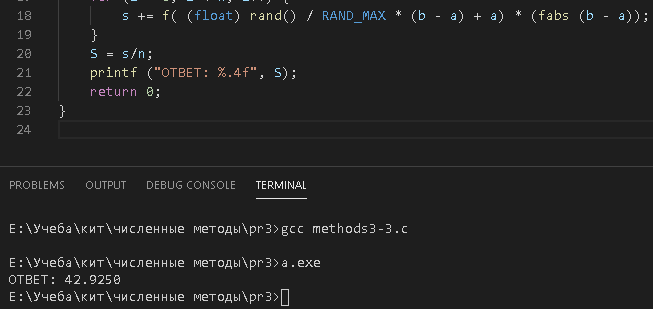 18 s += f( (float) rand() / RAND_MAX * (b - a) + a) * (fabs (b - a));
19 }
20 S = s/n;
21 printf ("ОТВЕТ: %.4f", S);
22 return 0;
23 }
24
PROBLEMS OUTPUT DEBUG CONSOLE TERMINAL
E:\Учеба\кит\численные методы\pr3>gcc methods3-3.c
E:\Учеба\кит\численные методы\pr3>a.exe
ОТВЕТ: 42.9250
E:\Учеба\кит\численные методы\pr3>